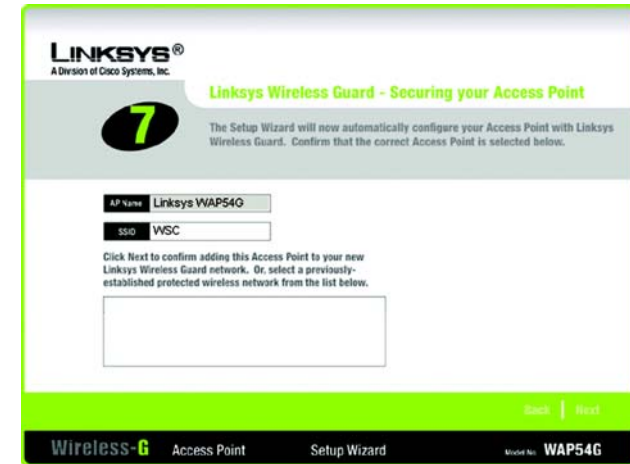 LINKSYS®
A Division of Cisco Systems, Inc.
Linksys Wireless Guard - Securing your Access Point
7
The Setup Wizard will now automatically configure your Access Point with Linksys
Wireless Guard. Confirm that the correct Access Point is selected below.
AP Name Linksys WAP54G
SSID WSC
Click Next to confirm adding this Access Point to your new
Linksys Wireless Guard network. Or, select a previously-
established protected wireless network from the list below.
Back | Next
Wireless-G Access Point Setup Wizard Model No. WAP54G